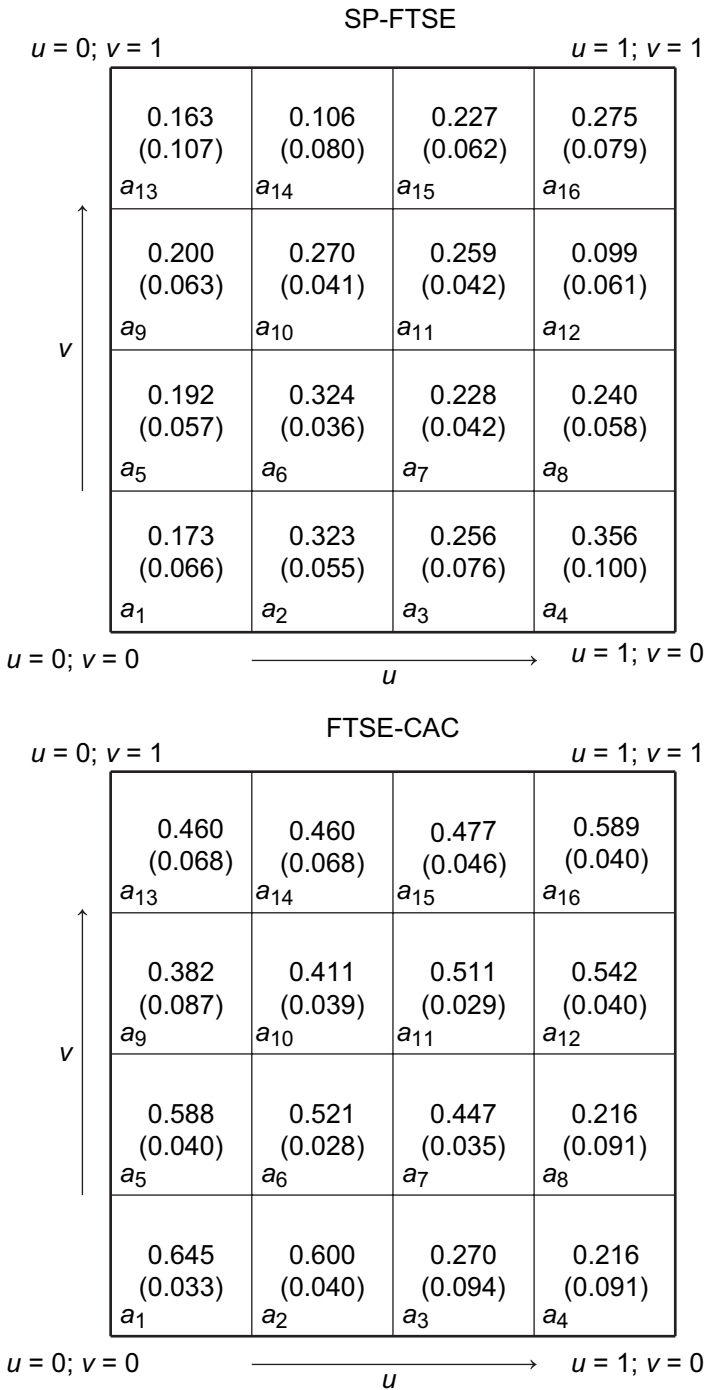 SP-FTSE
u = 0; v = 1 u = 1; v = 1
0.163 0.106 0.227 0.275
(0.107) (0.080) (0.062) (0.079)
a13 a14 a15 a16
0.200 0.270 0.259 0.099
(0.063) (0.041) (0.042) (0.061)
a9 a10 a11 a12
v
0.192 0.324 0.228 0.240
(0.057) (0.036) (0.042) (0.058)
a5 a6 a7 a8
0.173 0.323 0.256 0.356
(0.066) (0.055) (0.076) (0.100)
a1 a2 a3 a4
u = 0; v = 0 u = 1; v = 0
u
FTSE-CAC
u = 0; v = 1 u = 1; v = 1
0.460 0.460 0.477 0.589
(0.068) (0.068) (0.046) (0.040)
a13 a14 a15 a16
0.382 0.411 0.511 0.542
(0.087) (0.039) (0.029) (0.040)
a9 a10 a11 a12
v
0.588 0.521 0.447 0.216
(0.040) (0.028) (0.035) (0.091)
a5 a6 a7 a8
0.645 0.600 0.270 0.216
(0.033) (0.040) (0.094) (0.091)
a1 a2 a3 a4
u = 0; v = 0 u = 1; v = 0
u